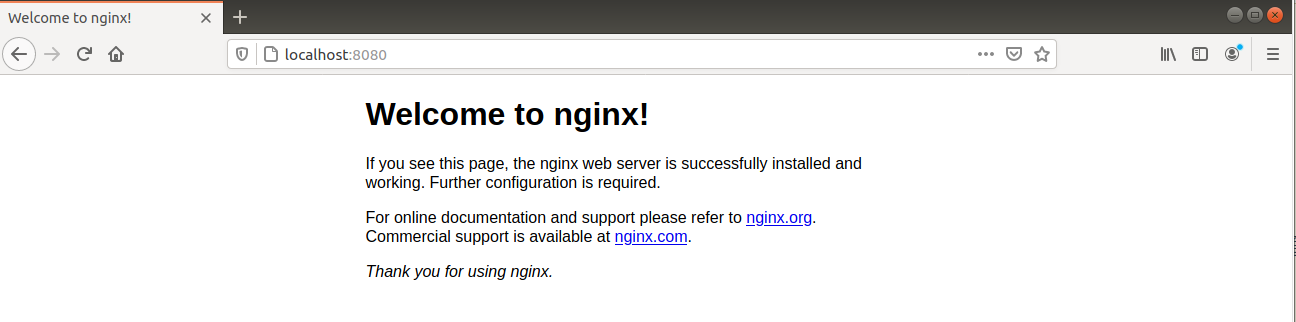 Welcome to nginx!
localhost:8080
Welcome to nginx!
If you see this page, the nginx web server is successfully installed and
working. Further configuration is required.
For online documentation and support please refer to nginx.org.
Commercial support is available at nginx.com.
Thank you for using nginx.